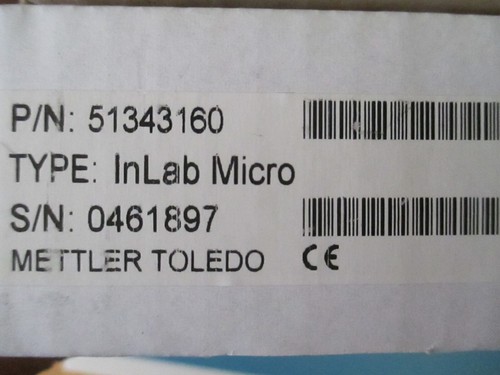 P/N: 51343160
TYPE: InLab Micro
S/N: 0461897
METTLER TOLEDO CE